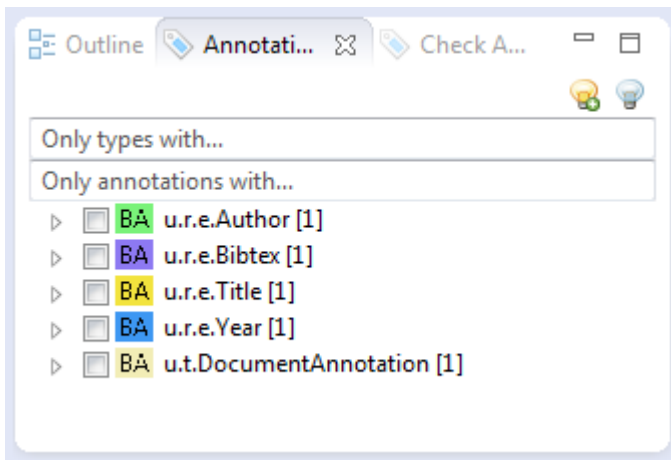 Outline Annotati... Check A...
Only types with...
Only annotations with...
BA u.r.e.Author [1]
BA u.r.e.Bibtex [1]
BA u.r.e.Title [1]
BA u.r.e.Year [1]
BA u.t.DocumentAnnotation [1]